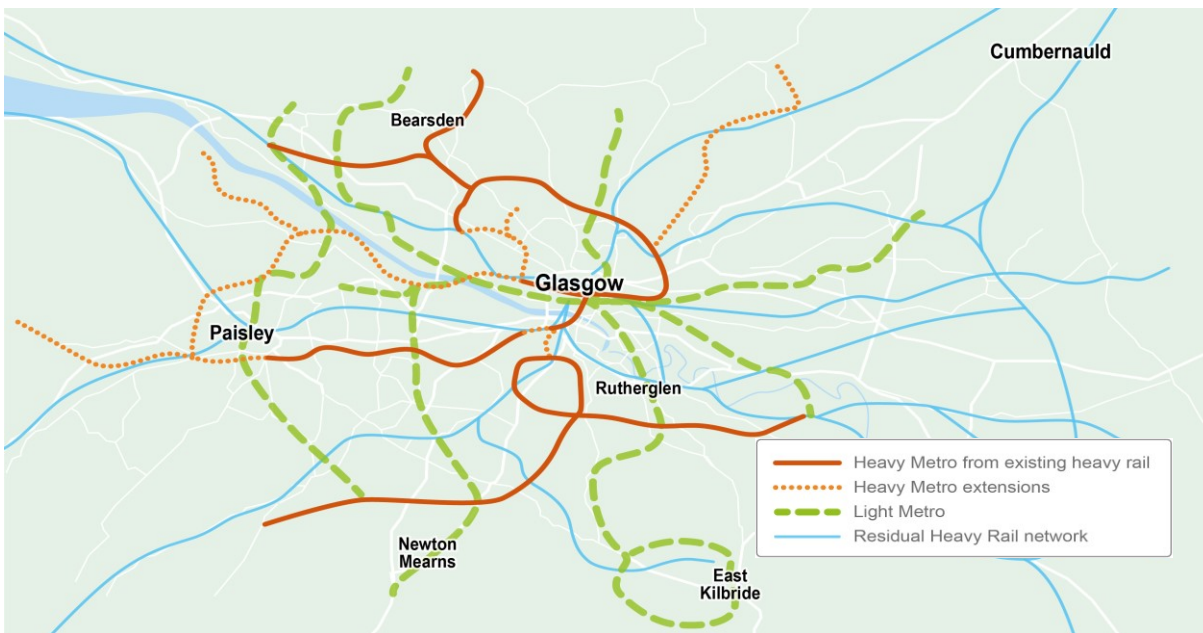 Cumbernauld
Bearsden
Glasgow
Paisley
Rutherglen
Newton
Mearns
East
Kilbride
Heavy Metro from existing heavy rail
Heavy Metro extensions
Light Metro
Residual Heavy Rail network